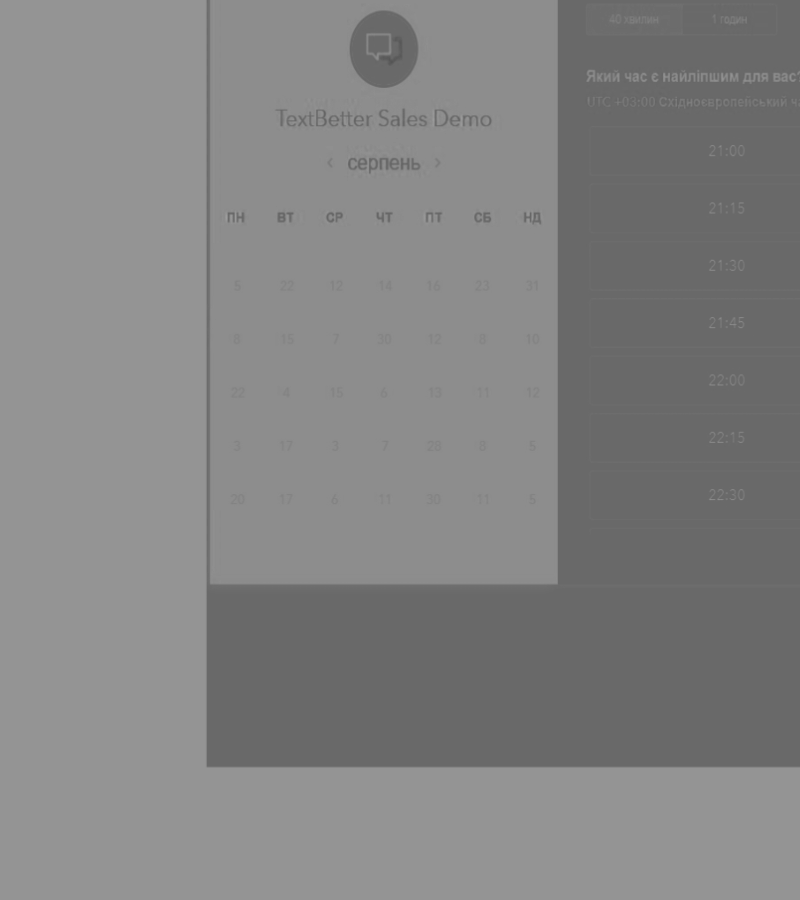 TextBetter Sales Demo
‹ серпень ›
ПН ВТ СР ЧТ ПТ СБ НД
5 22 12 14 16 23 31
8 15 7 30 12 8 10
22 4 15 6 13 11 12
3 17 3 7 28 8 5
20 17 6 11 30 11 5
40 хвилин 1 годин
Який час є найліпшим для вас?
UTC +03:00 Східноєвропейський
21:00
21:15
21:30
21:45
22:00
22:15
22:30